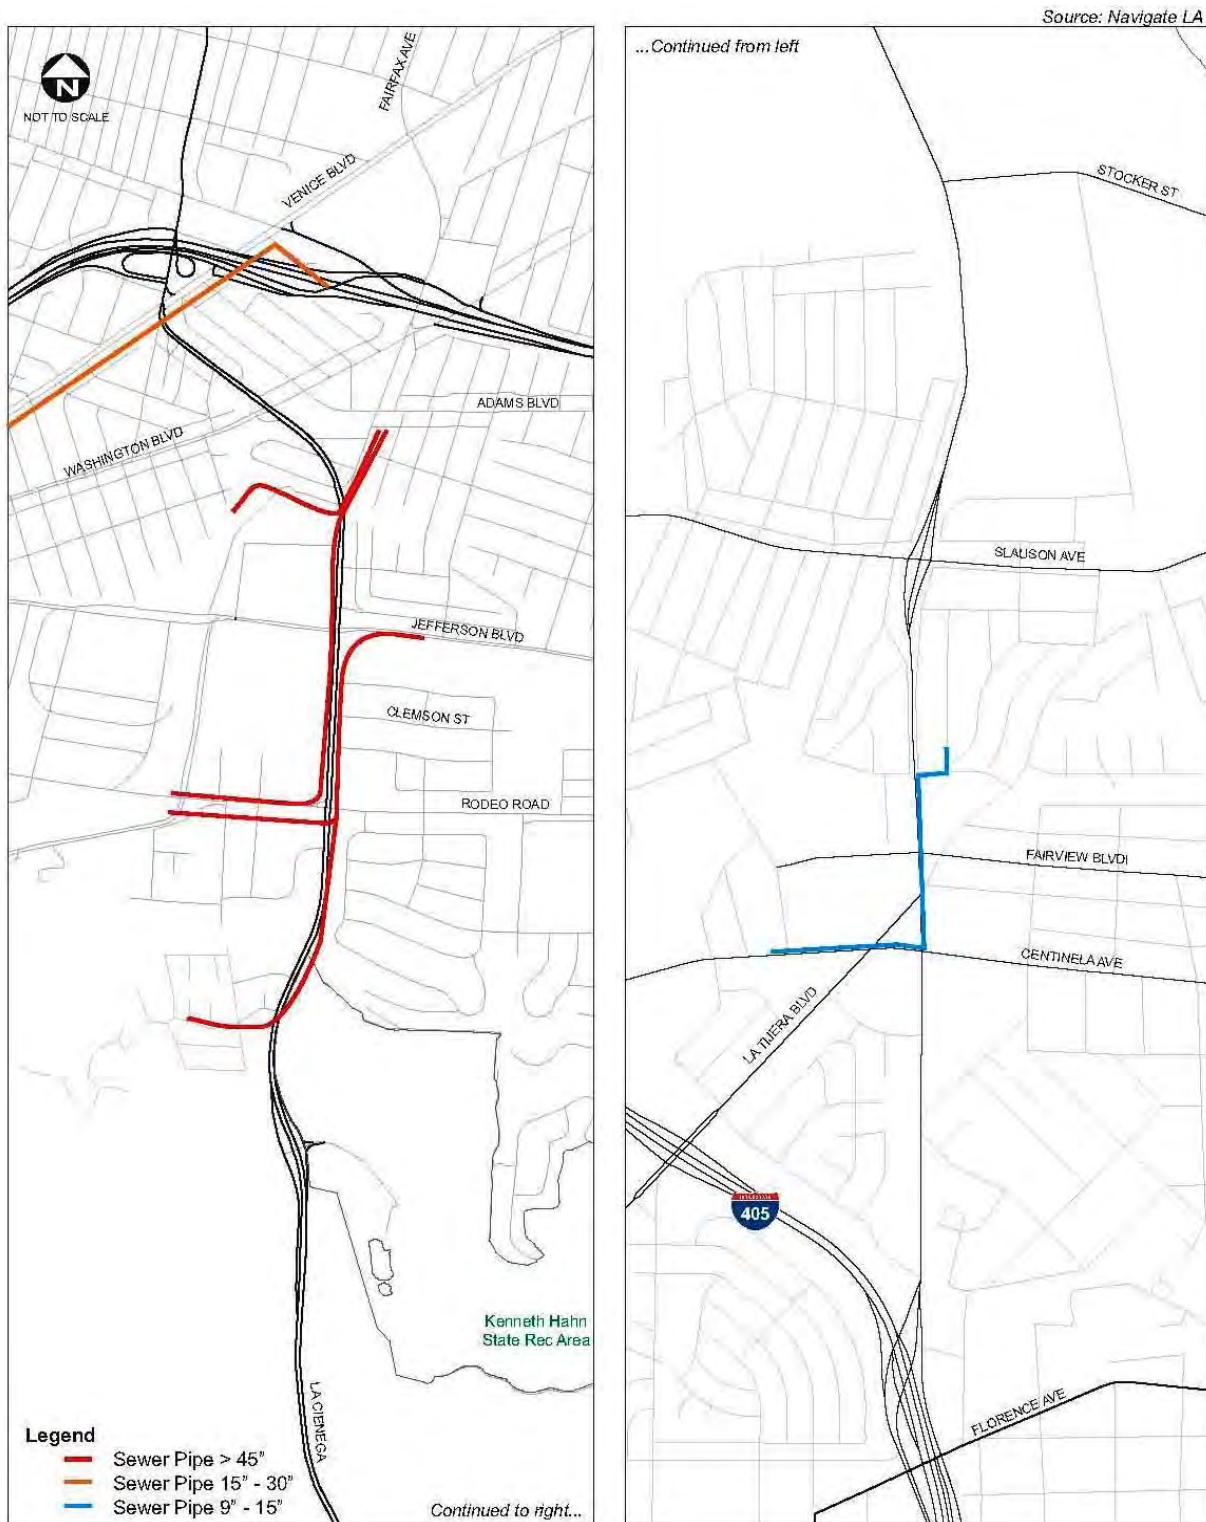 Source: Navigate LA
N
NOT TO SCALE
FAIRFAX AVE
VENICE BLVD
ADAMS BLVD
WASHINGTON BLVD
JEFFERSON BLVD
CLEMSON ST
RODEO ROAD
Kenneth Hahn
State Rec Area
LA CIENEGA
Legend
Sewer Pipe > 45"
Sewer Pipe 15" - 30"
Sewer Pipe 9" - 15"
Continued to right...
...Continued from left
STOCKER ST
SLAUSON AVE
FAIRVIEW BLVDI
CENTINELA AVE
LA TIJERA BLVD
405
FLORENCE AVE